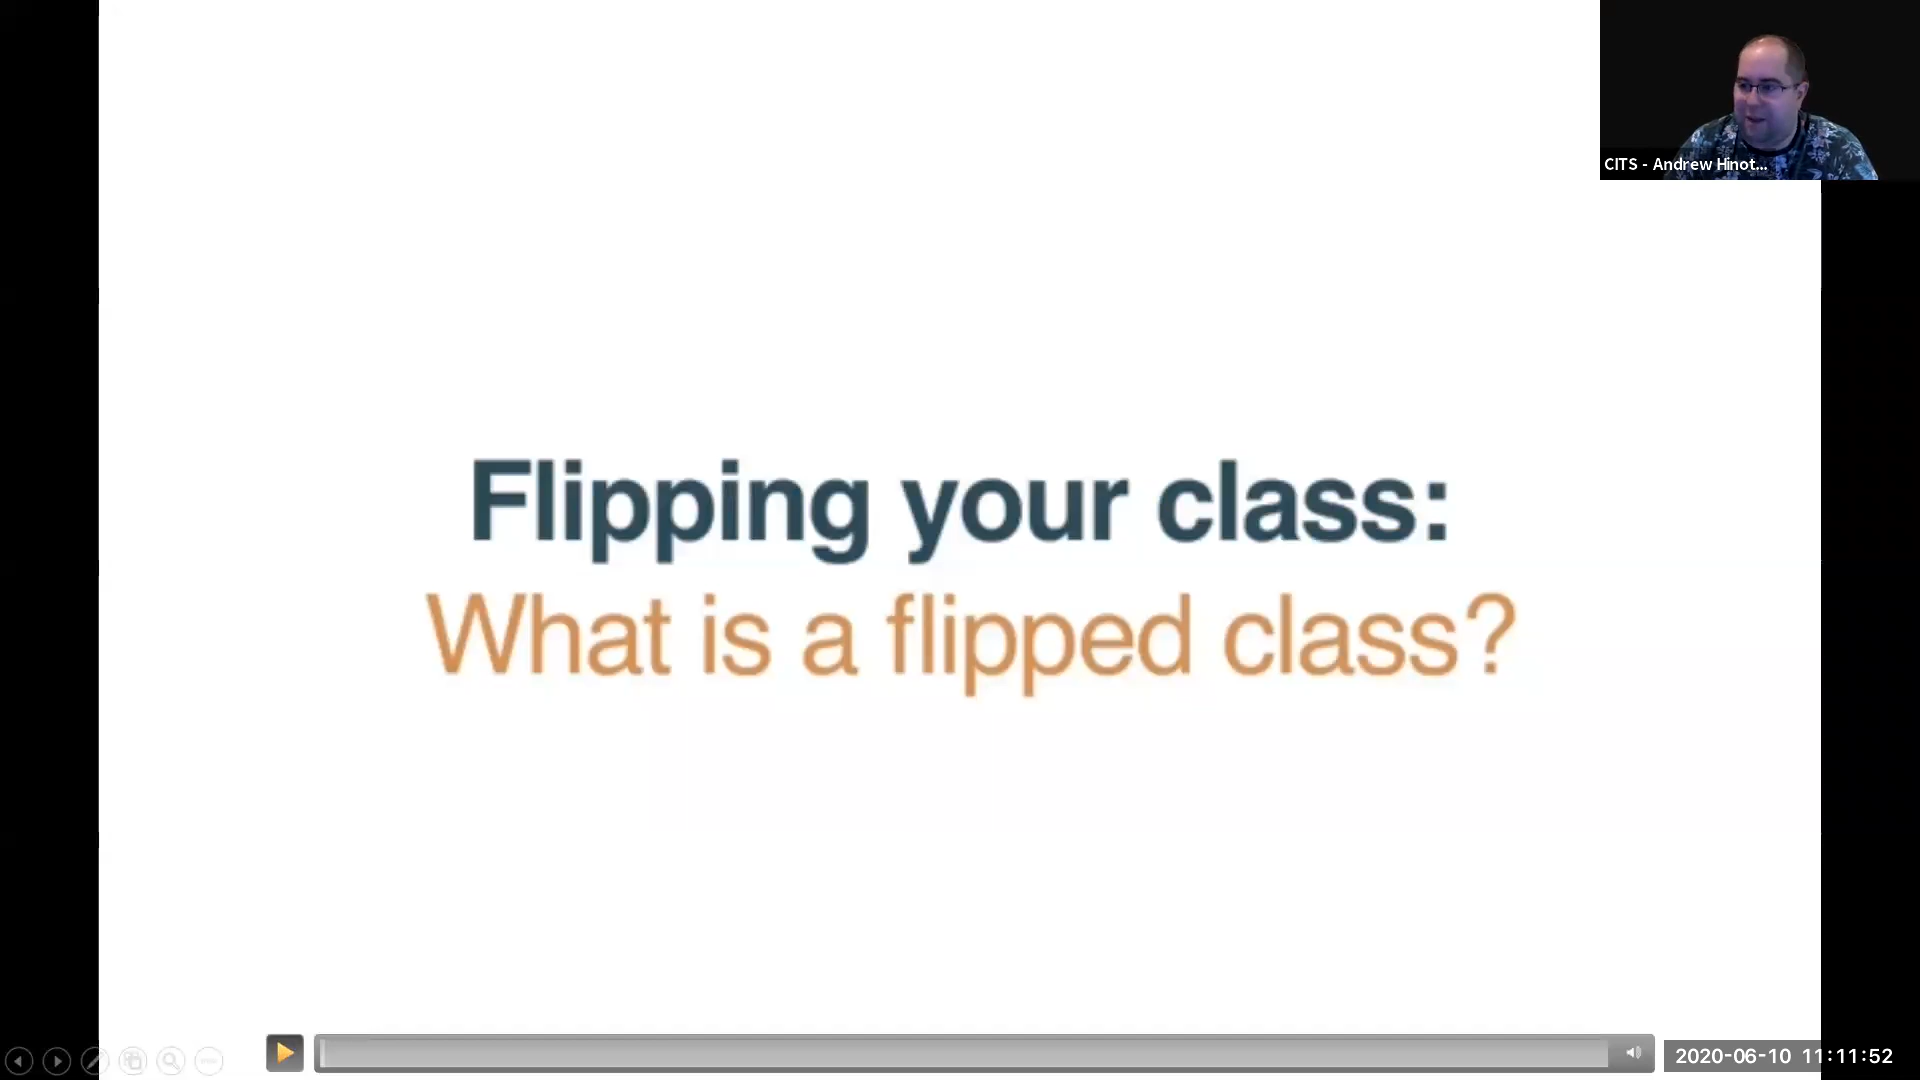 CITS - Andrew Hinot...
Flipping your class:
What is a flipped class?
2020-06-10 11:11:52